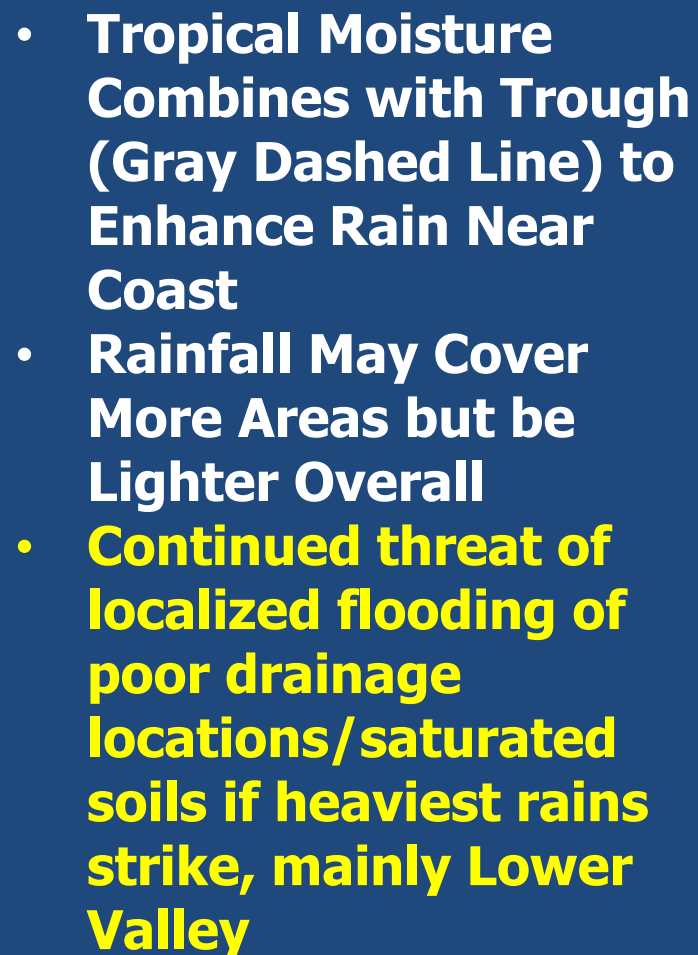 • Tropical Moisture
Combines with Trough
(Gray Dashed Line) to
Enhance Rain Near
Coast
• Rainfall May Cover
More Areas but be
Lighter Overall
• Continued threat of
localized flooding of
poor drainage
locations/saturated
soils if heaviest rains
strike, mainly Lower
Valley